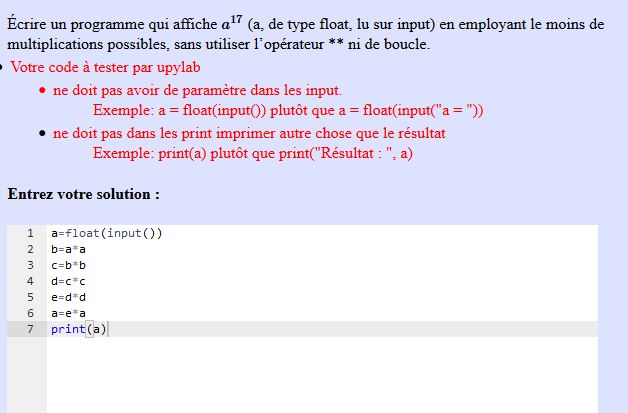 Écrire un programme qui affiche a¹⁷ (a, de type float, lu sur input) en employant le moins de
multiplications possibles, sans utiliser l'opérateur ** ni de boucle.
• Votre code à tester par upylab
• ne doit pas avoir de paramètre dans les input.
Exemple: a = float(input()) plutôt que a = float(input("a = "))
• ne doit pas dans les print imprimer autre chose que le résultat
Exemple: print(a) plutôt que print("Résultat : ", a)
Entrez votre solution :
1 a=float(input())
2 b=a*a
3 c=b*b
4 d=c*c
5 e=d*d
6 a=e*a
7 print(a)